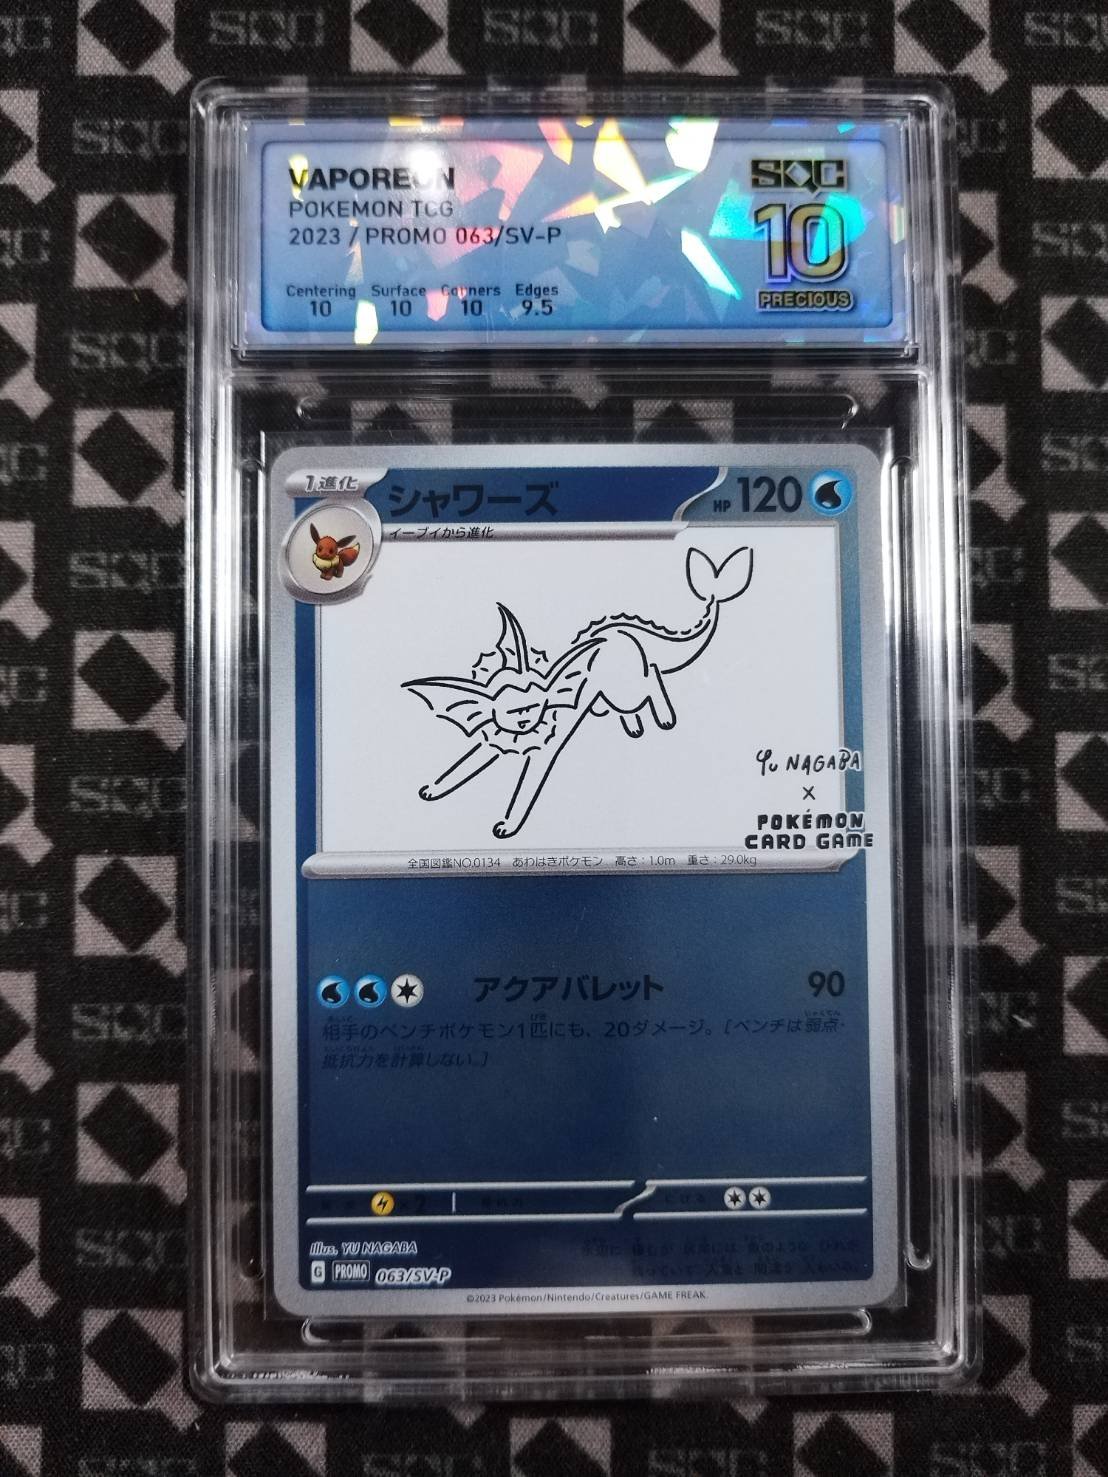 VAPOREON
POKEMON TCG
2023 / PROMO 063/SV-P
Centering Surface Corners Edges
10 10 10 9.5
SQC
10
PRECIOUS
1進化
シャワーズ
HP 120
イーブイから進化
YU NAGABA
×
POKÉMON
CARD GAME
全国図鑑NO.0134 あわはきポケモン 高さ:1.0m 重さ:29.0kg
アクアバレット 90
相手のベンチポケモン1匹にも、20ダメージ。[ベンチは弱点・
抵抗力を計算しない。]
×2
にげる
Illus. YU NAGABA
G PROMO 063/SV-P
©2023 Pokémon/Nintendo/Creatures/GAME FREAK.